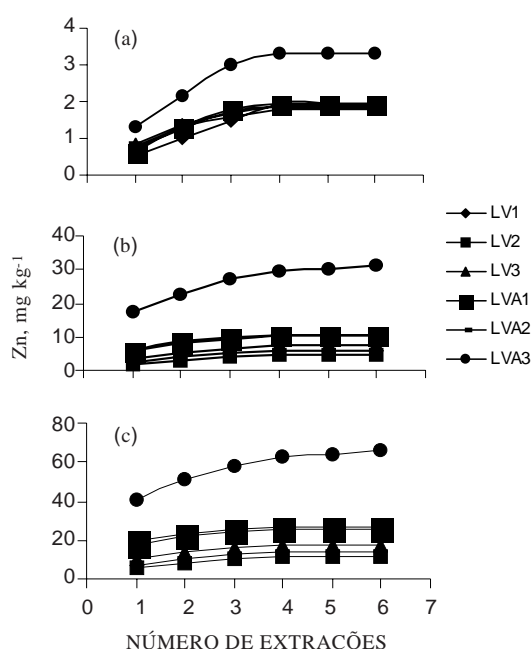 (a)
4
3
2
1
0
(b)
40
30
20
10
0
Zn, mg kg-1
(c)
80
60
40
20
0
0 1 2 3 4 5 6 7
NÚMERO DE EXTRACÕES
LV1
LV2
LV3
LVA1
LVA2
LVA3